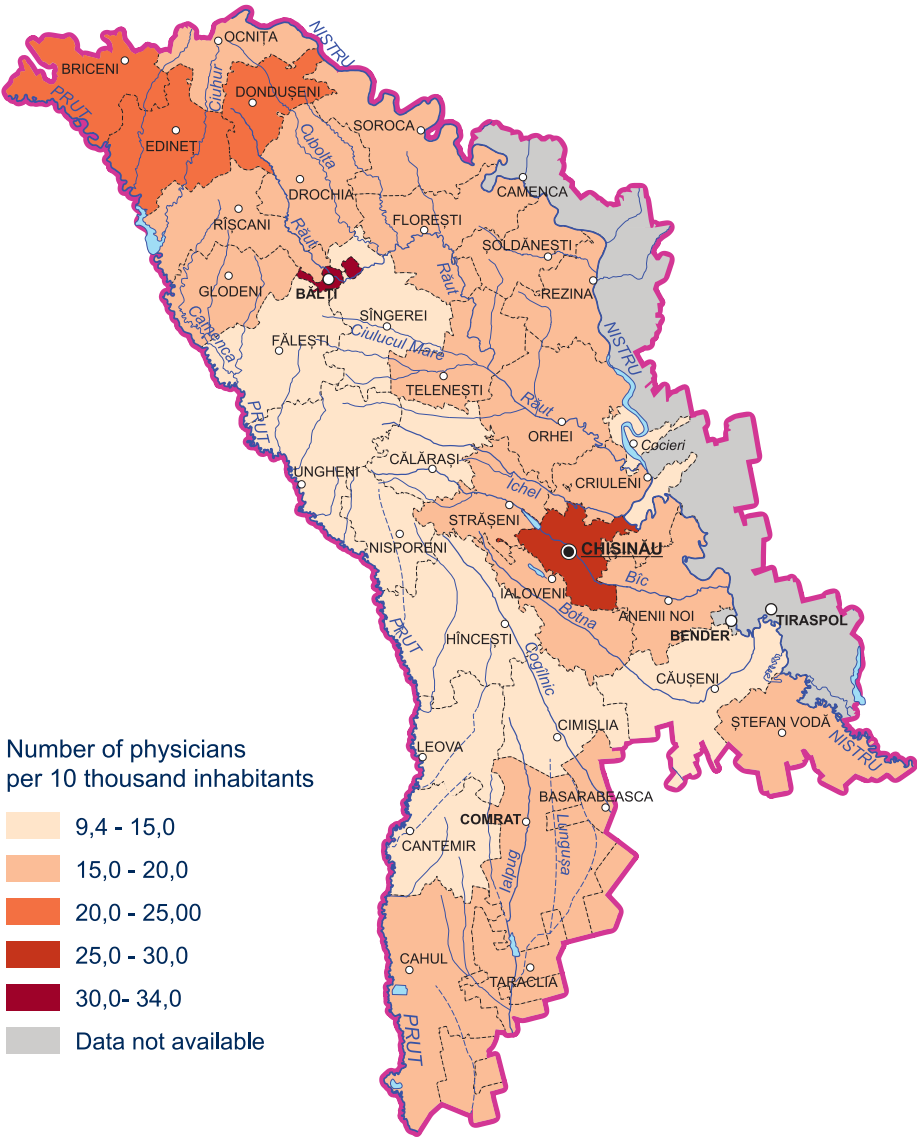 OCNIȚA
NISTRU
BRICENI
Ciuhur
DONDUȘENI
PRUT
SOROCA
EDINEȚ
Cubolta
CAMENCA
DROCHIA
RÎȘCANI
FLOREȘTI
Răut
ȘOLDĂNEȘTI
GLODENI
BĂLȚI
Răut
REZINA
SÎNGEREI
Camenca
FĂLEȘTI
Ciulucul Mare
NISTRU
TELENEȘTI
PRUT
Răut
ORHEI
Cocieri
CĂLĂRAȘI
UNGHENI
Ichel
CRIULENI
STRĂȘENI
NISPORENI
CHIȘINĂU
Bîc
IALOVENI
Botna
ANENII NOI
TIRASPOL
PRUT
HÎNCEȘTI
BENDER
Cogîlnic
CĂUȘENI
CIMIȘLIA
ȘTEFAN VODĂ
NISTRU
LEOVA
Number of physicians
per 10 thousand inhabitants
BASARABEASCA
9,4 - 15,0
COMRAT
CANTEMIR
Ialpug
Lungușa
15,0 - 20,0
20,0 - 25,00
25,0 - 30,0
CAHUL
TARACLIA
30,0- 34,0
PRUT
Data not available